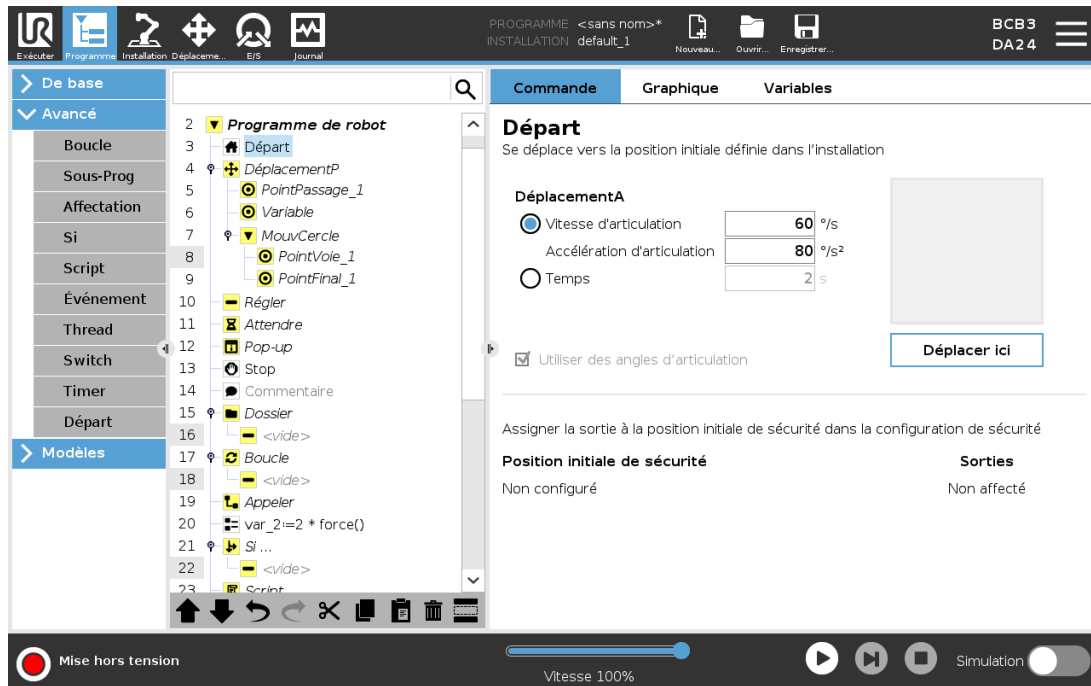 PROGRAMME <sans nom>*
INSTALLATION default_1
BCB3
DA24
Exécuter
Programme
Installation
Déplaceme...
E/S
Journal
Nouveau...
Ouvrir...
Enregistrer...
De base
Avancé
Boucle
Sous-Prog
Affectation
Si
Script
Événement
Thread
Switch
Timer
Départ
Modèles
2 Programme de robot
3 Départ
4 DéplacementP
5 PointPassage_1
6 Variable
7 MouvCercle
8 PointVoie_1
9 PointFinal_1
10 Régler
11 Attendre
12 Pop-up
13 Stop
14 Commentaire
15 Dossier
16 <vide>
17 Boucle
18 <vide>
19 Appeler
20 var_2:=2 * force()
21 Si ...
22 <vide>
23 Script
Commande Graphique Variables
Départ
Se déplace vers la position initiale définie dans l'installation
DéplacementA
Vitesse d'articulation 60 °/s
Accélération d'articulation 80 °/s²
Temps 2 s
Utiliser des angles d'articulation
Déplacer ici
Assigner la sortie à la position initiale de sécurité dans la configuration de sécurité
Position initiale de sécurité Sorties
Non configuré Non affecté
Mise hors tension
Vitesse 100%
Simulation